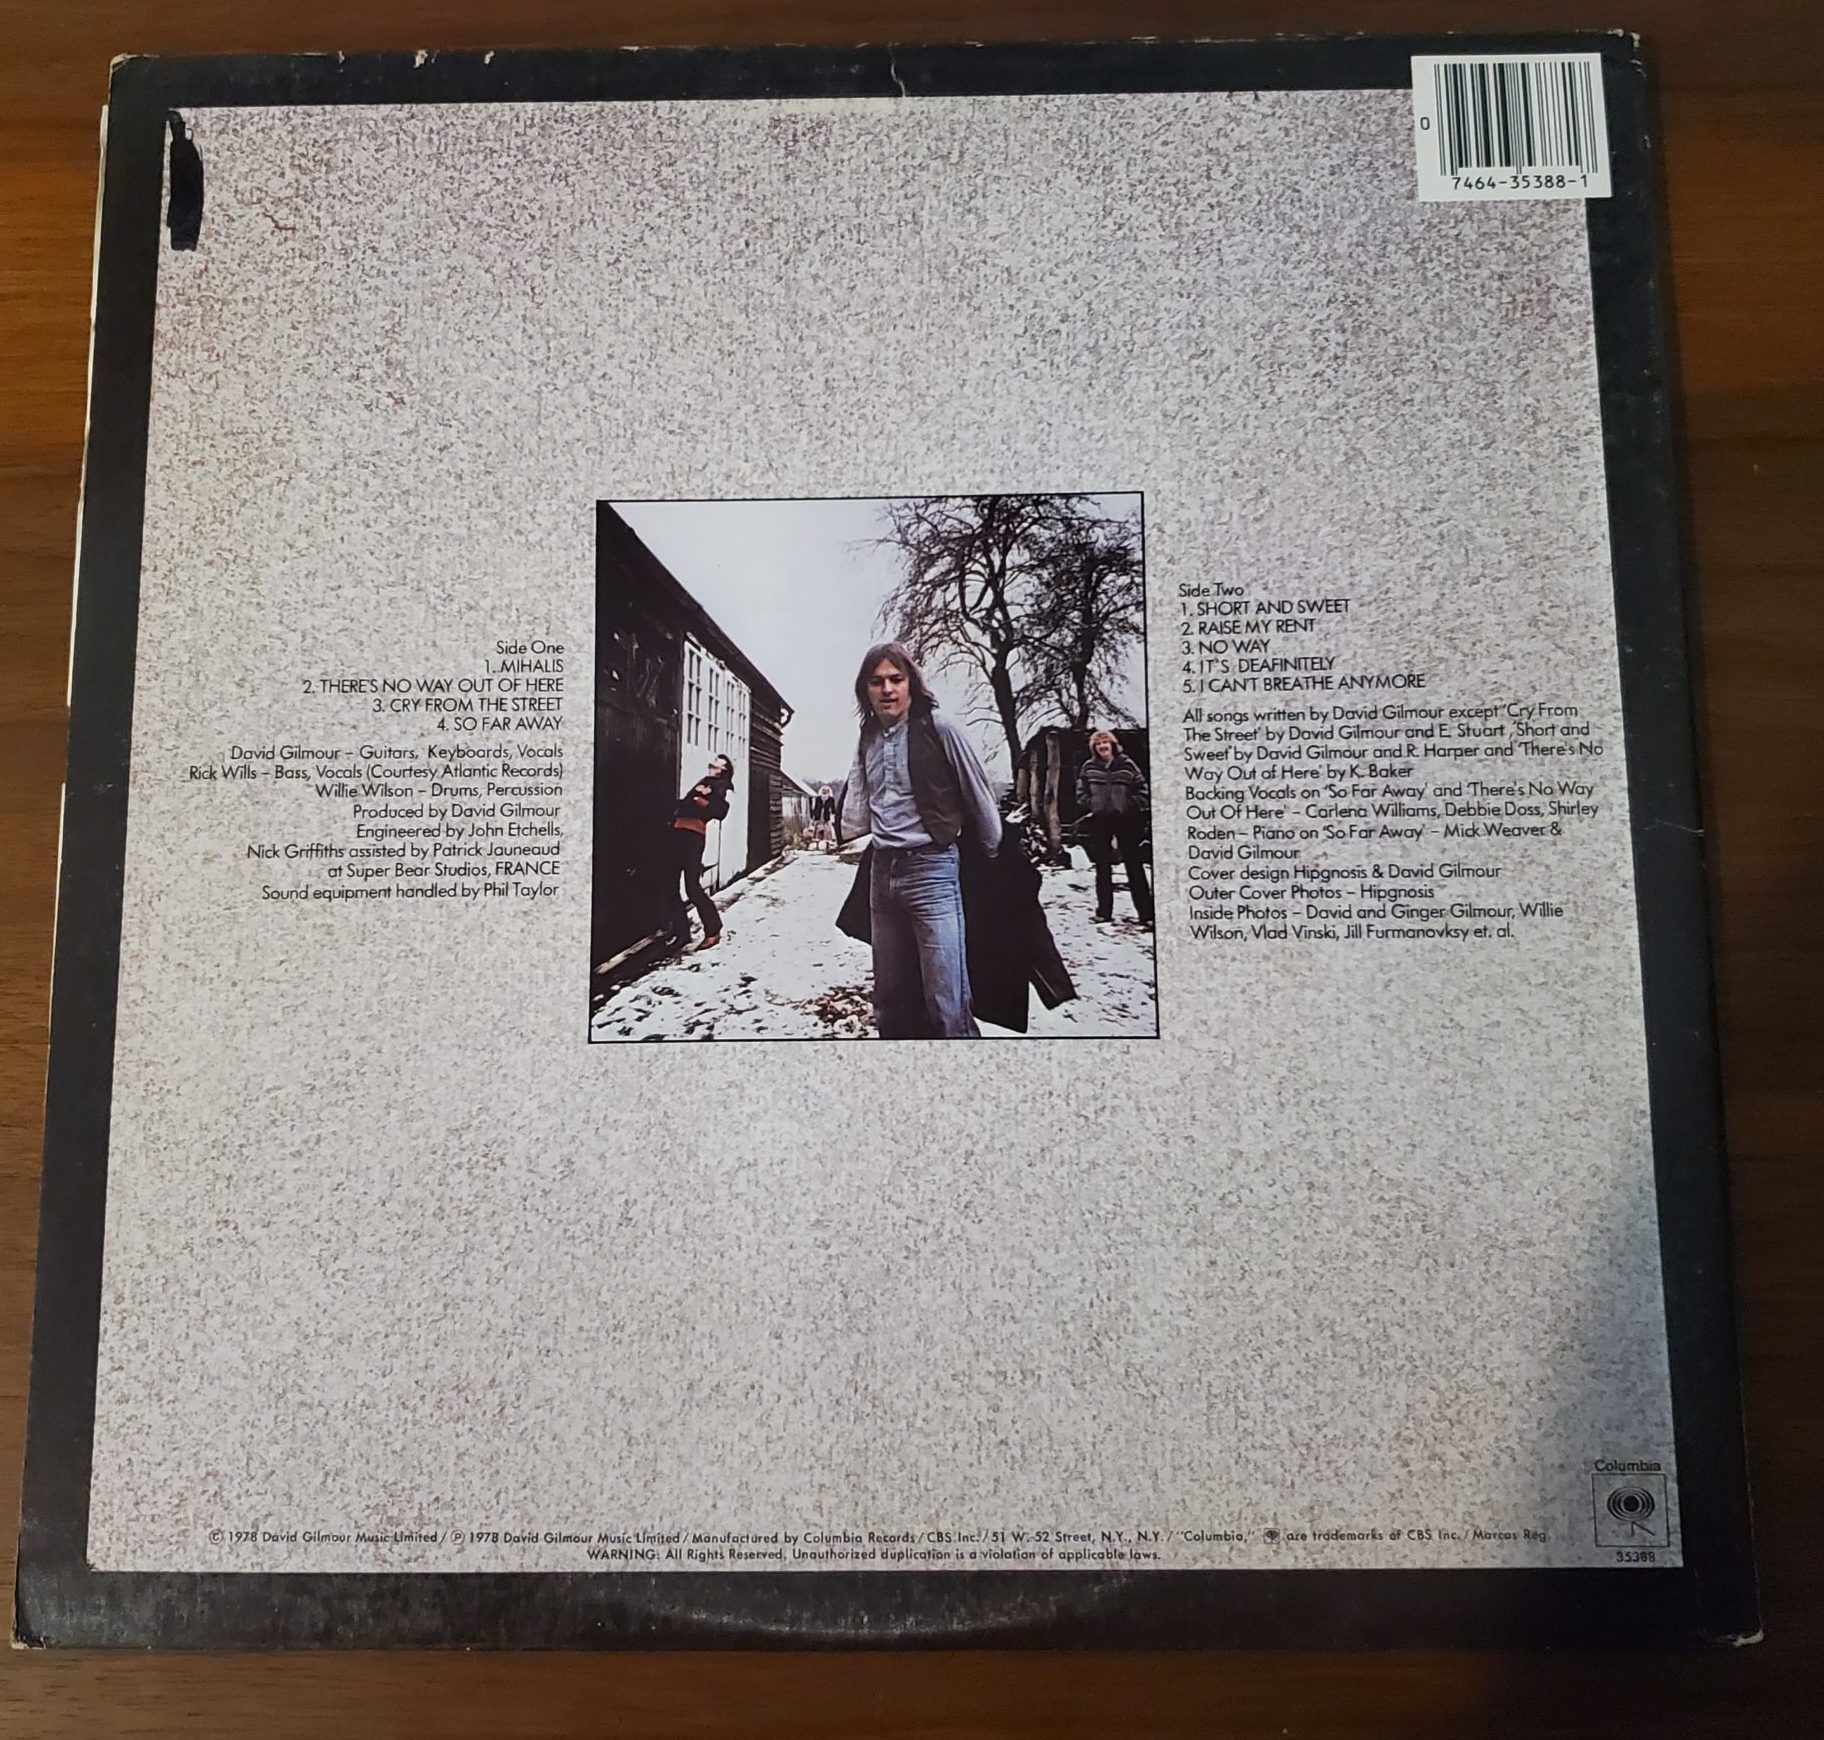 0
7464-35388-1
Side One
1. MIHALIS
2. THERE'S NO WAY OUT OF HERE
3. CRY FROM THE STREET
4. SO FAR AWAY
David Gilmour – Guitars, Keyboards, Vocals
Rick Wills – Bass, Vocals (Courtesy Atlantic Records)
Willie Wilson – Drums, Percussion
Produced by David Gilmour
Engineered by John Etchells,
Nick Griffiths assisted by Patrick Jauneaud
at Super Bear Studios, FRANCE
Sound equipment handled by Phil Taylor
Side Two
1. SHORT AND SWEET
2. RAISE MY RENT
3. NO WAY
4. IT'S DEAFINITELY
5. I CAN'T BREATHE ANYMORE
All songs written by David Gilmour except 'Cry From
The Street' by David Gilmour and E. Stuart, 'Short and
Sweet' by David Gilmour and R. Harper and 'There's No
Way Out of Here' by K. Baker
Backing Vocals on 'So Far Away' and 'There's No Way
Out Of Here' – Carlena Williams, Debbie Doss, Shirley
Roden – Piano on 'So Far Away' – Mick Weaver &
David Gilmour
Cover design Hipgnosis & David Gilmour
Outer Cover Photos – Hipgnosis
Inside Photos – David and Ginger Gilmour, Willie
Wilson, Vlad Vinski, Jill Furmanovksy et. al.
Columbia
35388
© 1978 David Gilmour Music Limited / ℗ 1978 David Gilmour Music Limited / Manufactured by Columbia Records / CBS Inc. / 51 W. 52 Street, N.Y., N.Y. / "Columbia," are trademarks of CBS Inc. / Marcas Reg.
WARNING: All Rights Reserved. Unauthorized duplication is a violation of applicable laws.